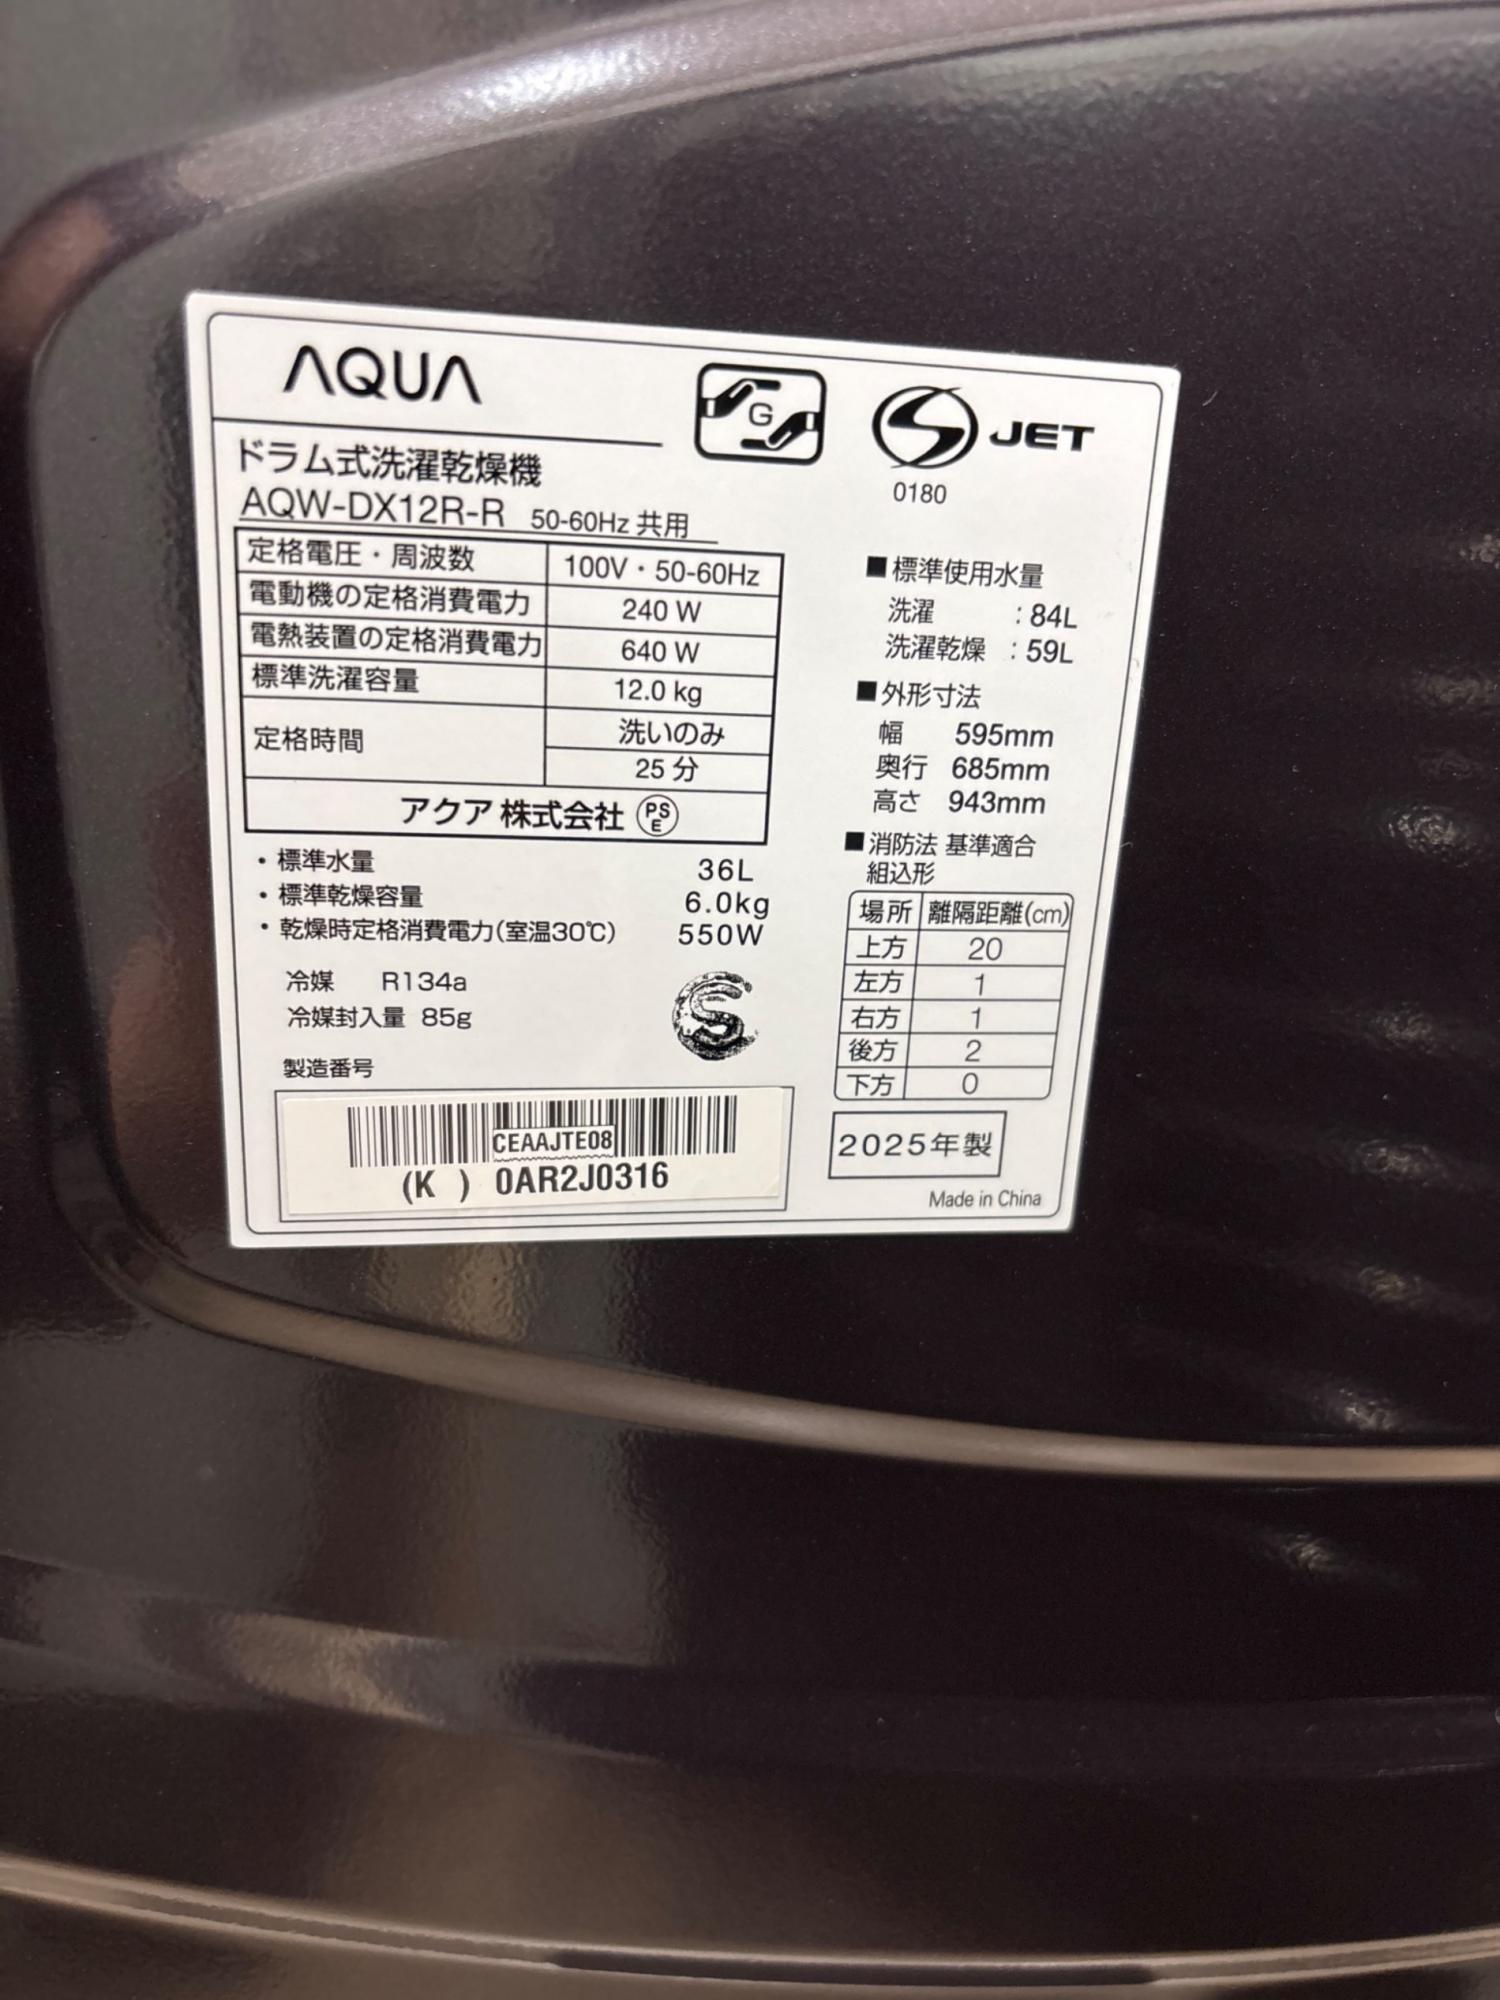 AQUA
G
S JET
0180
ドラム式洗濯乾燥機
AQW-DX12R-R 50-60Hz 共用
定格電圧・周波数 100V・50-60Hz
電動機の定格消費電力 240 W
電熱装置の定格消費電力 640 W
標準洗濯容量 12.0 kg
定格時間 洗いのみ
25 分
アクア 株式会社 PSE
・標準水量 36L
・標準乾燥容量 6.0kg
・乾燥時定格消費電力(室温30℃) 550W
冷媒 R134a
冷媒封入量 85g
S
製造番号
CEAAJTE08
(K ) 0AR2J0316
■標準使用水量
洗濯 :84L
洗濯乾燥 :59L
■外形寸法
幅 595mm
奥行 685mm
高さ 943mm
■消防法 基準適合
組込形
場所 離隔距離(cm)
上方 20
左方 1
右方 1
後方 2
下方 0
2025年製
Made in China